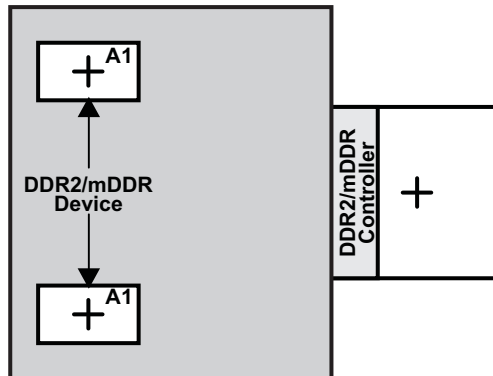 A1
DDR2/mDDR
Device
DDR2/mDDR
Controller
A1